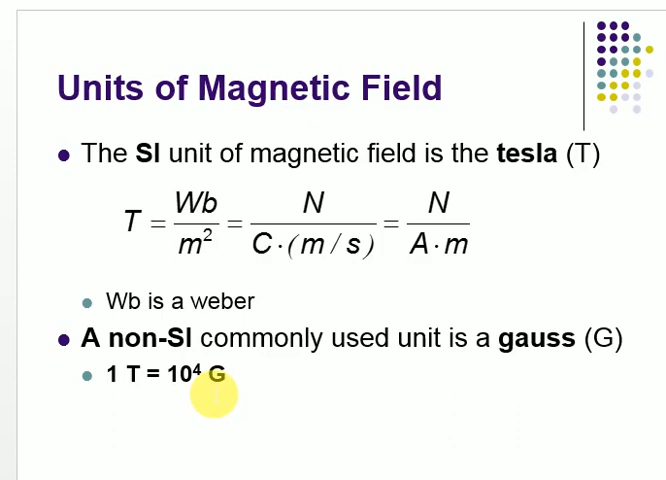 Units of Magnetic Field
The SI unit of magnetic field is the tesla (T)
T = Wb / m² = N / C · (m / s) = N / A · m
Wb is a weber
A non-SI commonly used unit is a gauss (G)
1 T = 10⁴ G